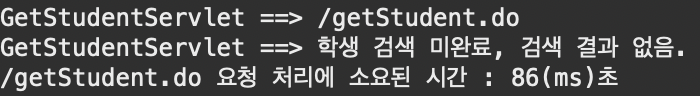 GetStudentServlet ==> /getStudent.do
GetStudentServlet ==> 학생 검색 미완료, 검색 결과 없음.
/getStudent.do 요청 처리에 소요된 시간 : 86(ms)초